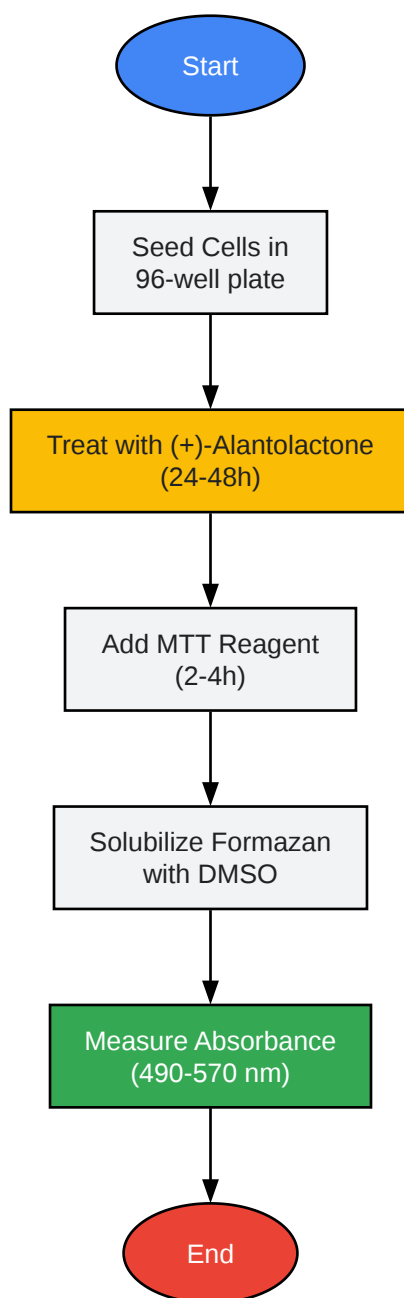 Start
Seed Cells in
96-well plate
Treat with (+)-Alantolactone
(24-48h)
Add MTT Reagent
(2-4h)
Solubilize Formazan
with DMSO
Measure Absorbance
(490-570 nm)
End